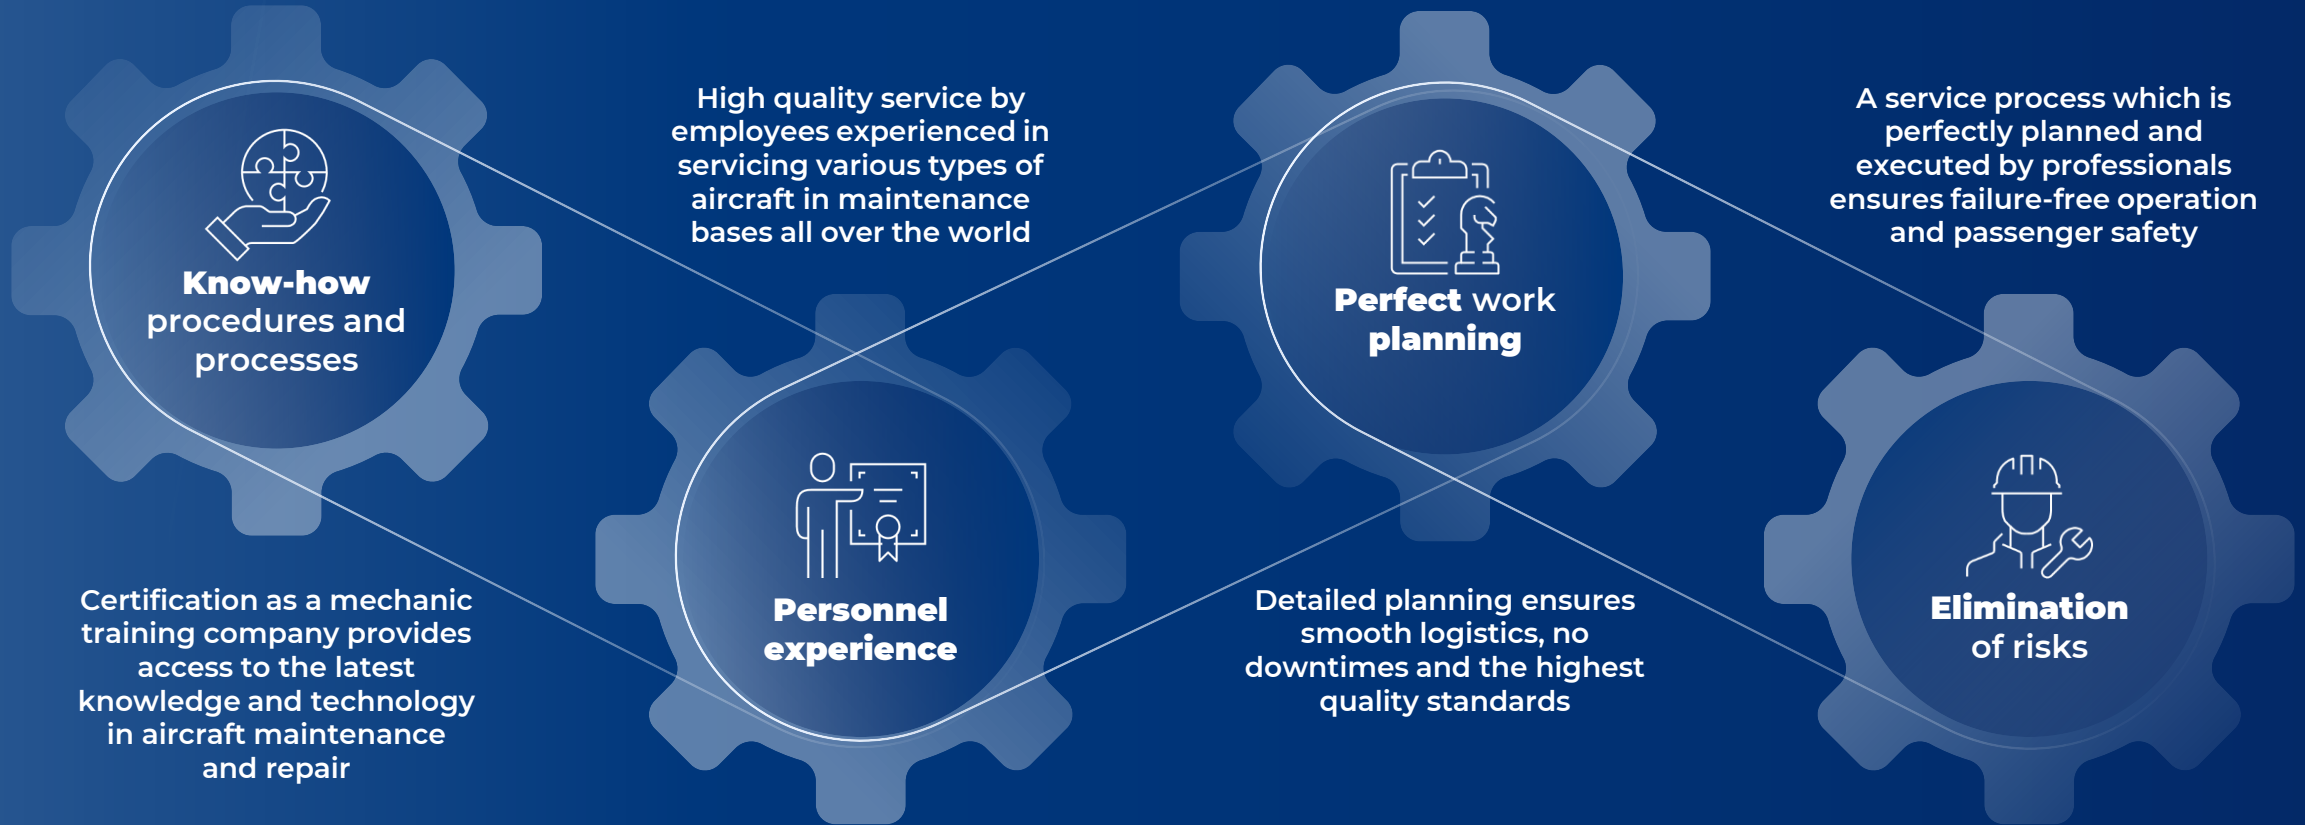 Know-how
procedures and
processes
Certification as a mechanic
training company provides
access to the latest
knowledge and technology
in aircraft maintenance
and repair
High quality service by
employees experienced in
servicing various types of
aircraft in maintenance
bases all over the world
Personnel
experience
Perfect work
planning
Detailed planning ensures
smooth logistics, no
downtimes and the highest
quality standards
A service process which is
perfectly planned and
executed by professionals
ensures failure-free operation
and passenger safety
Elimination
of risks